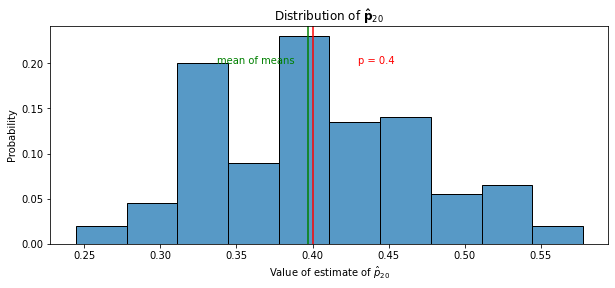 Distribution of p̂₂₀
Probability
0.20
0.15
0.10
0.05
0.00
mean of means
p = 0.4
0.25 0.30 0.35 0.40 0.45 0.50 0.55
Value of estimate of p̂₂₀